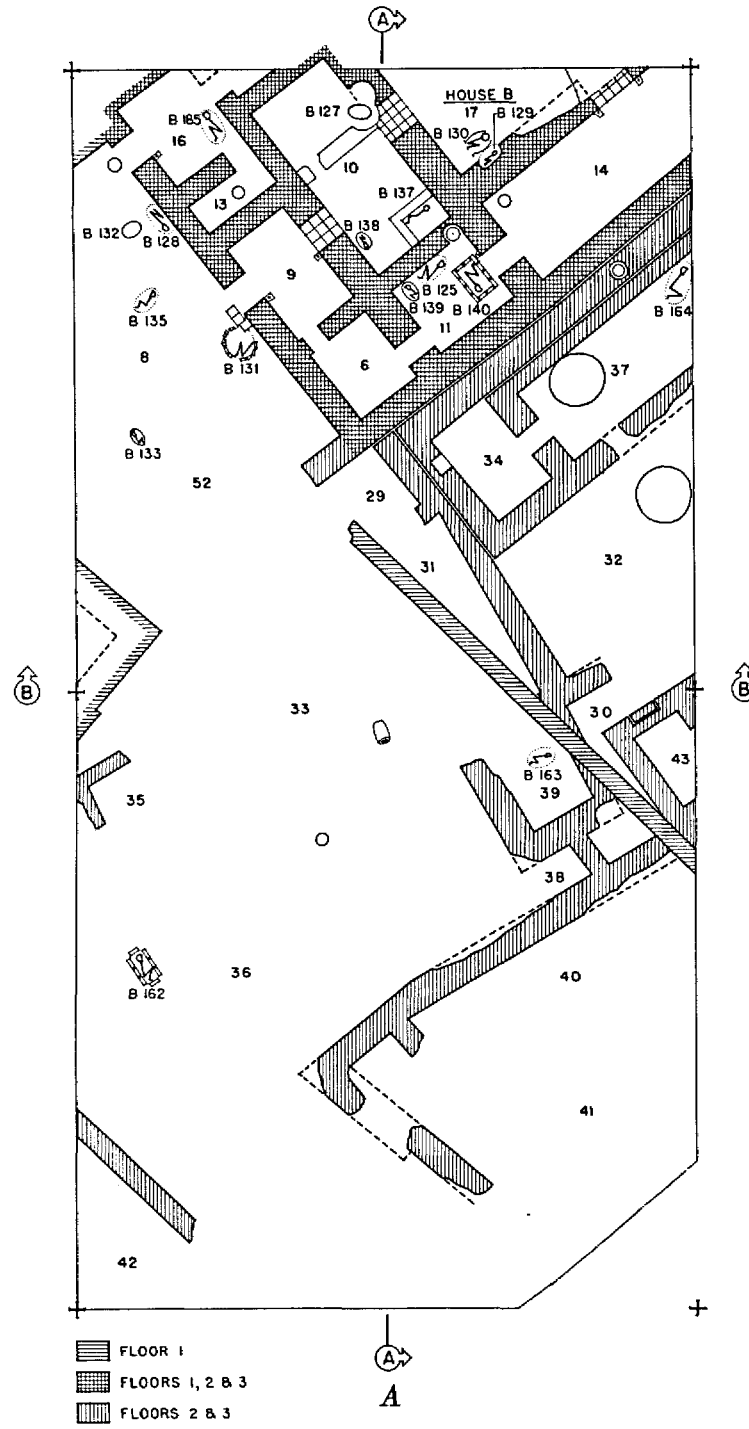 A
HOUSE B
B 127
17
B 129
B 185
B 130
16
10
14
B 137
13
B 138
B 132
B 128
9
B 125
B 139
B 140
B 164
B 135
11
8
B 131
6
37
B 133
34
52
29
31
32
B
33
30
B
43
B 163
39
35
38
36
40
B 162
41
42
FLOOR 1
A
FLOORS 1, 2 & 3
A
FLOORS 2 & 3